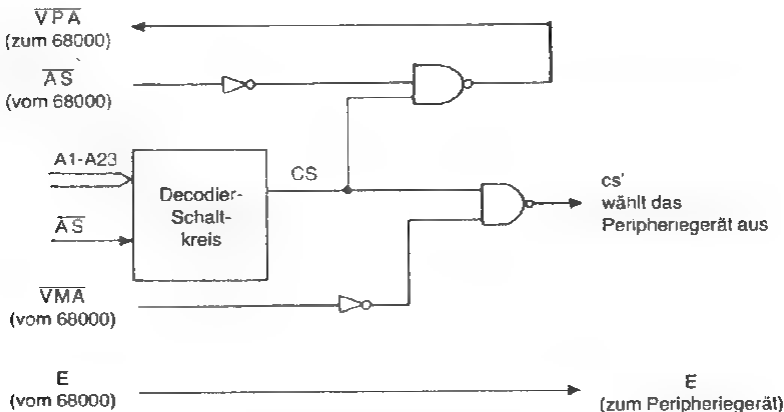 VPA
(zum 68000)
AS
(vom 68000)
A1-A23
AS
Decodier-
Schalt-
kreis
CS
cs'
wählt das
Peripheriegerät aus
VMA
(vom 68000)
E
(vom 68000)
E
(zum Peripheriegerät)